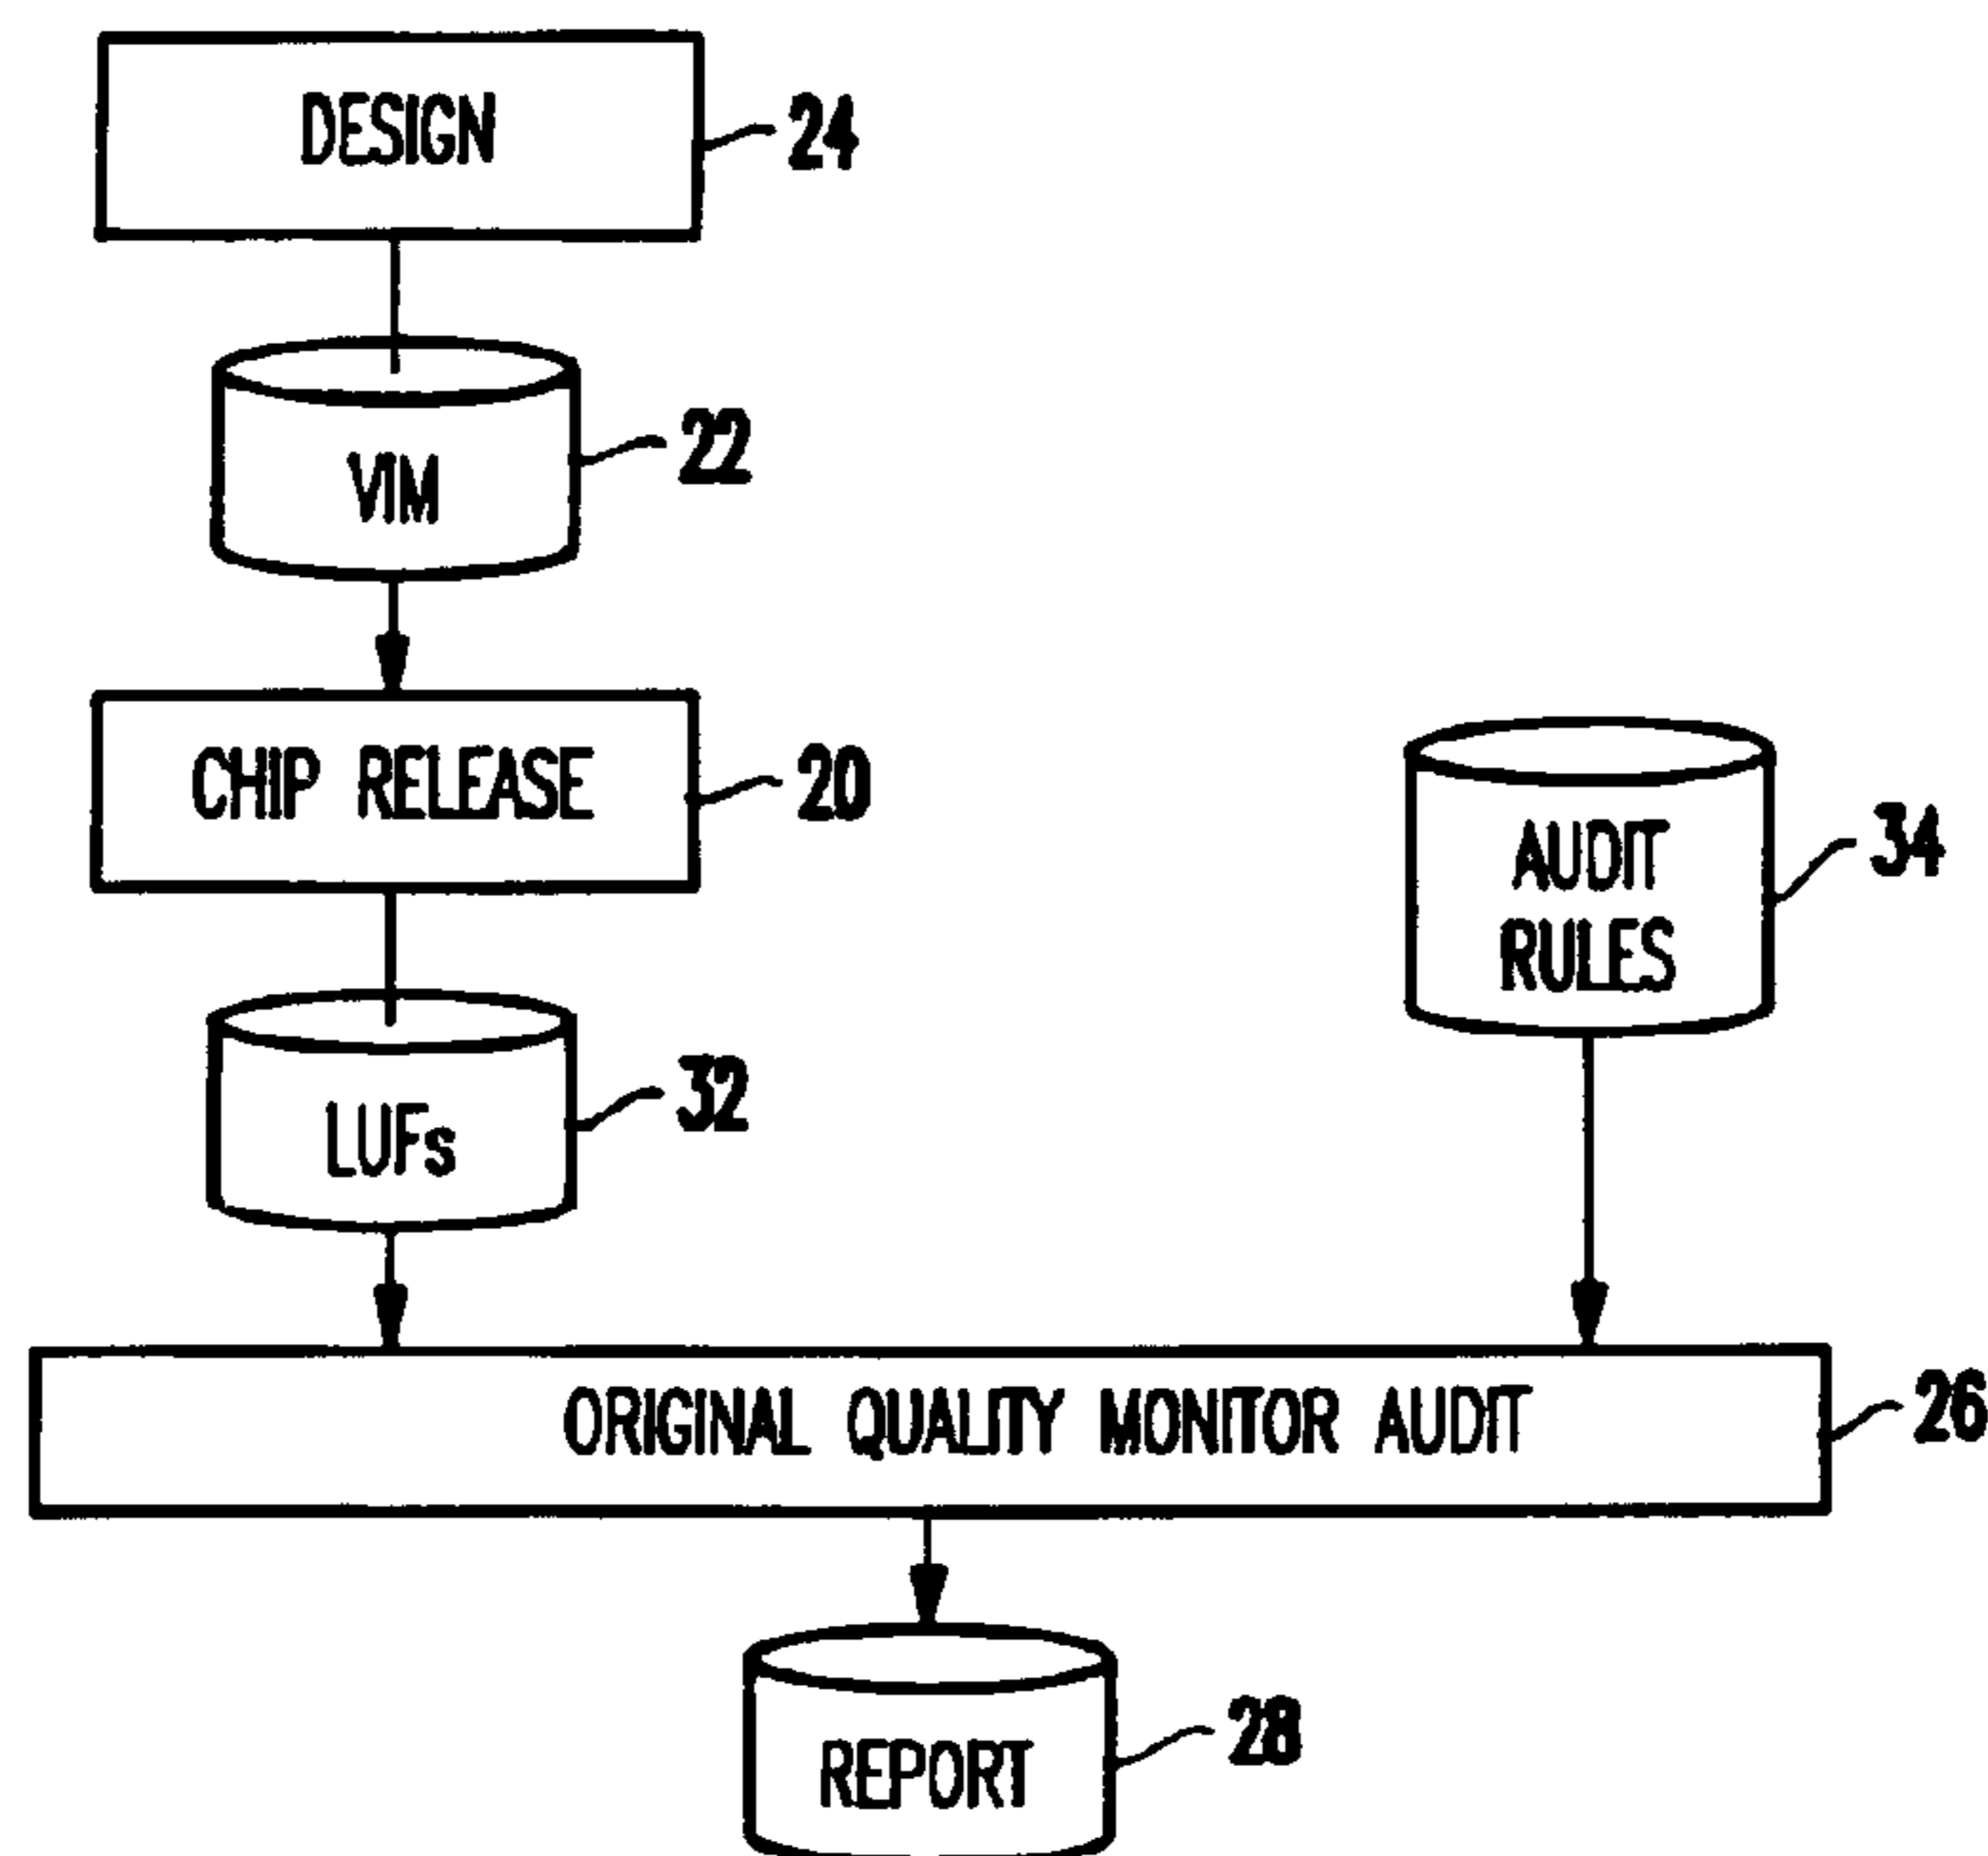 DESIGN
24
VIM
22
CHIP RELEASE
20
AUDIT
RULES
34
LUFs
32
ORIGINAL QUALITY MONITOR AUDIT
26
REPORT
28